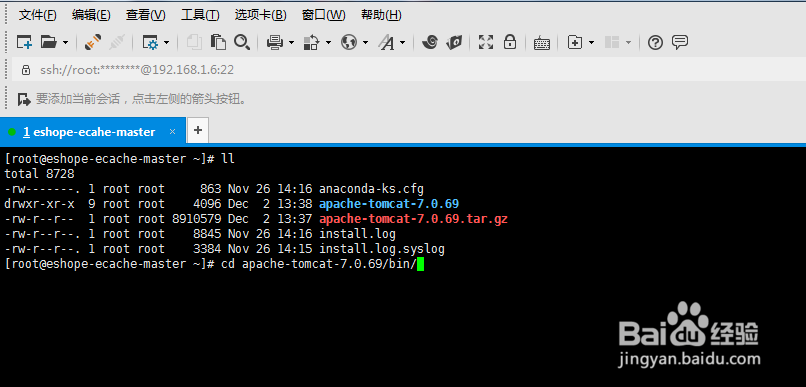 文件(F) 编辑(E) 查看(V) 工具(T) 选项卡(B) 窗口(W) 帮助(H)
ssh://root:********@192.168.1.6:22
要添加当前会话，点击左侧的箭头按钮。
1 eshope-ecahe-master × +
[root@eshope-ecache-master ~]# ll
total 8728
-rw-------. 1 root root     863 Nov 26 14:16 anaconda-ks.cfg
drwxr-xr-x  9 root root    4096 Dec  2 13:38 apache-tomcat-7.0.69
-rw-r--r--  1 root root 8910579 Dec  2 13:37 apache-tomcat-7.0.69.tar.gz
-rw-r--r--. 1 root root    8845 Nov 26 14:16 install.log
-rw-r--r--. 1 root root    3384 Nov 26 14:15 install.log.syslog
[root@eshope-ecache-master ~]# cd apache-tomcat-7.0.69/bin/
Bai du 经验
jingyan.baidu.com